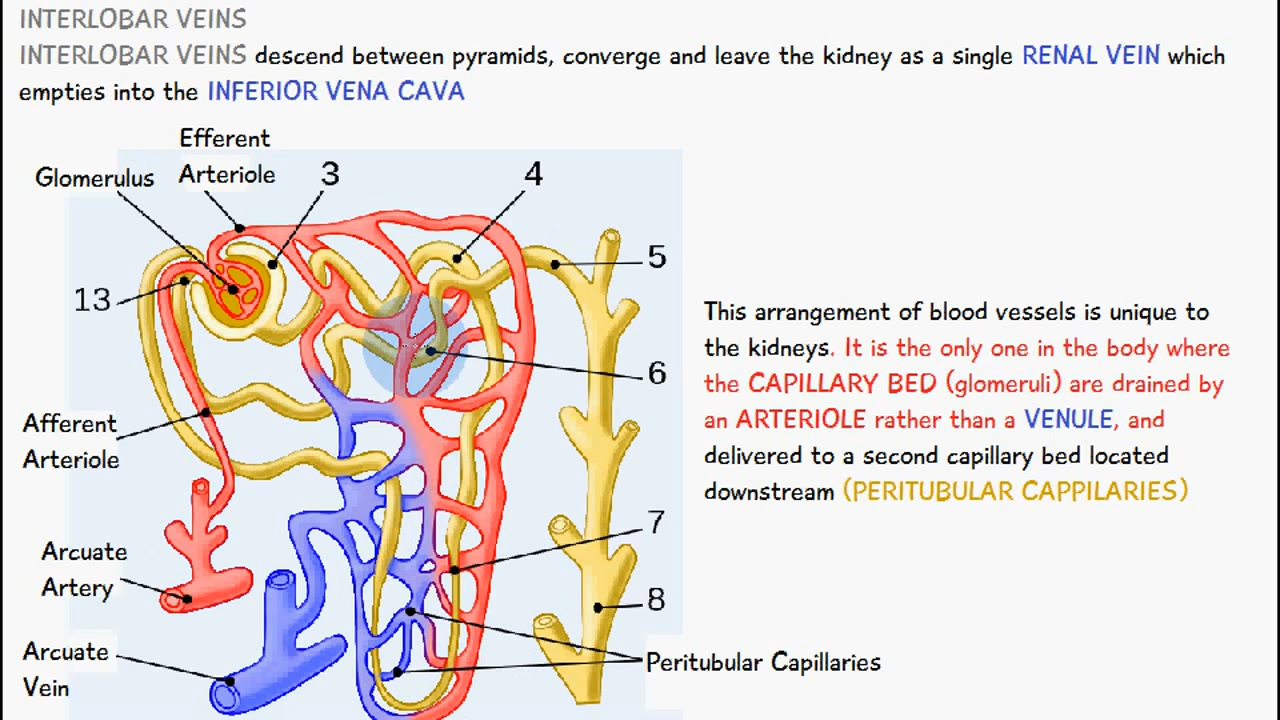 INTERLOBAR VEINS
INTERLOBAR VEINS descend between pyramids, converge and leave the kidney as a single RENAL VEIN which
empties into the INFERIOR VENA CAVA
Efferent
Arteriole
Glomerulus
3
4
5
13
6
Afferent
Arteriole
7
Arcuate
Artery
8
Arcuate
Vein
Peritubular Capillaries
This arrangement of blood vessels is unique to
the kidneys. It is the only one in the body where
the CAPILLARY BED (glomeruli) are drained by
an ARTERIOLE rather than a VENULE, and
delivered to a second capillary bed located
downstream (PERITUBULAR CAPPILARIES)